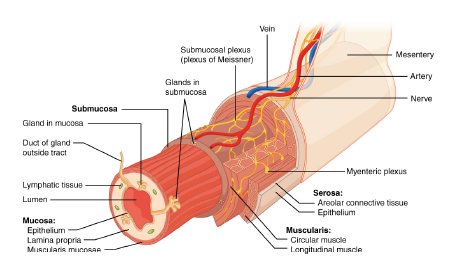 Vein
Submucosal plexus
(plexus of Meissner)
Mesentery
Glands in
submucosa
Artery
Nerve
Submucosa
Gland in mucosa
Duct of gland
outside tract
Myenteric plexus
Lymphatic tissue
Lumen
Serosa:
Areolar connective tissue
Epithelium
Mucosa:
Epithelium
Lamina propria
Muscularis mucosae
Muscularis:
Circular muscle
Longitudinal muscle